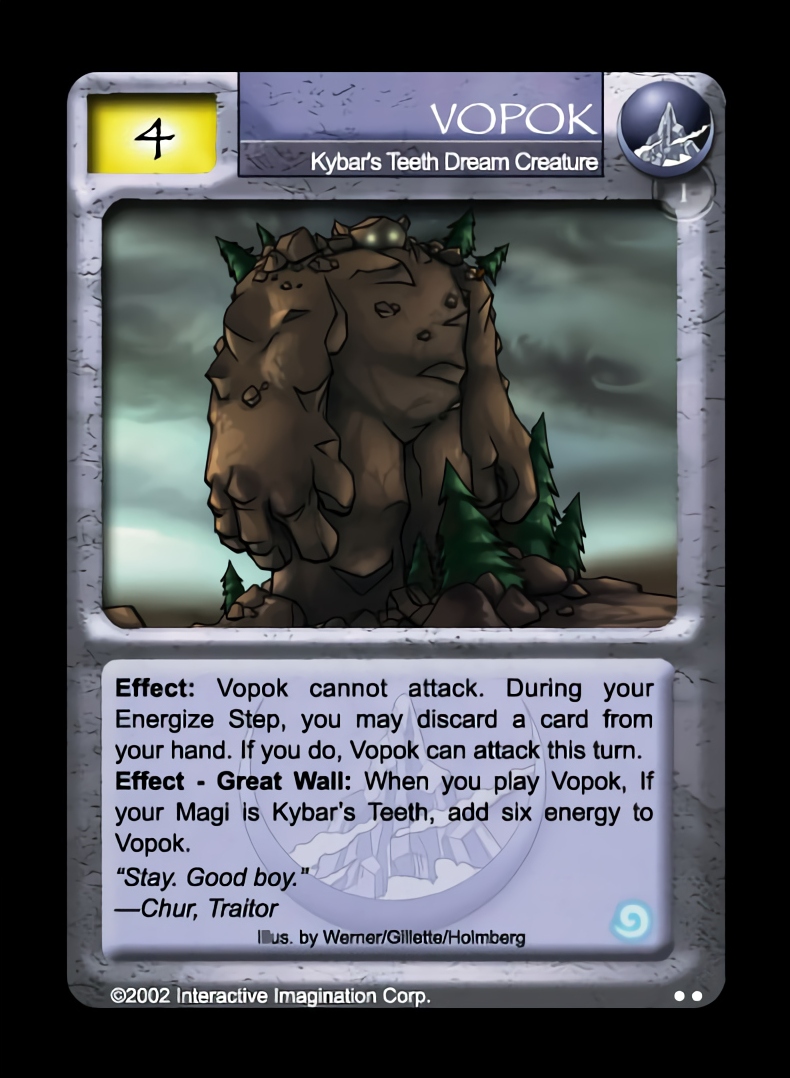 4
VOPOK
Kybar's Teeth Dream Creature
1
Effect: Vopok cannot attack. During your
Energize Step, you may discard a card from
your hand. If you do, Vopok can attack this turn.
Effect - Great Wall: When you play Vopok, If
your Magi is Kybar's Teeth, add six energy to
Vopok.
“Stay. Good boy.”
—Chur, Traitor
Illus. by Werner/Gillette/Holmberg
©2002 Interactive Imagination Corp.